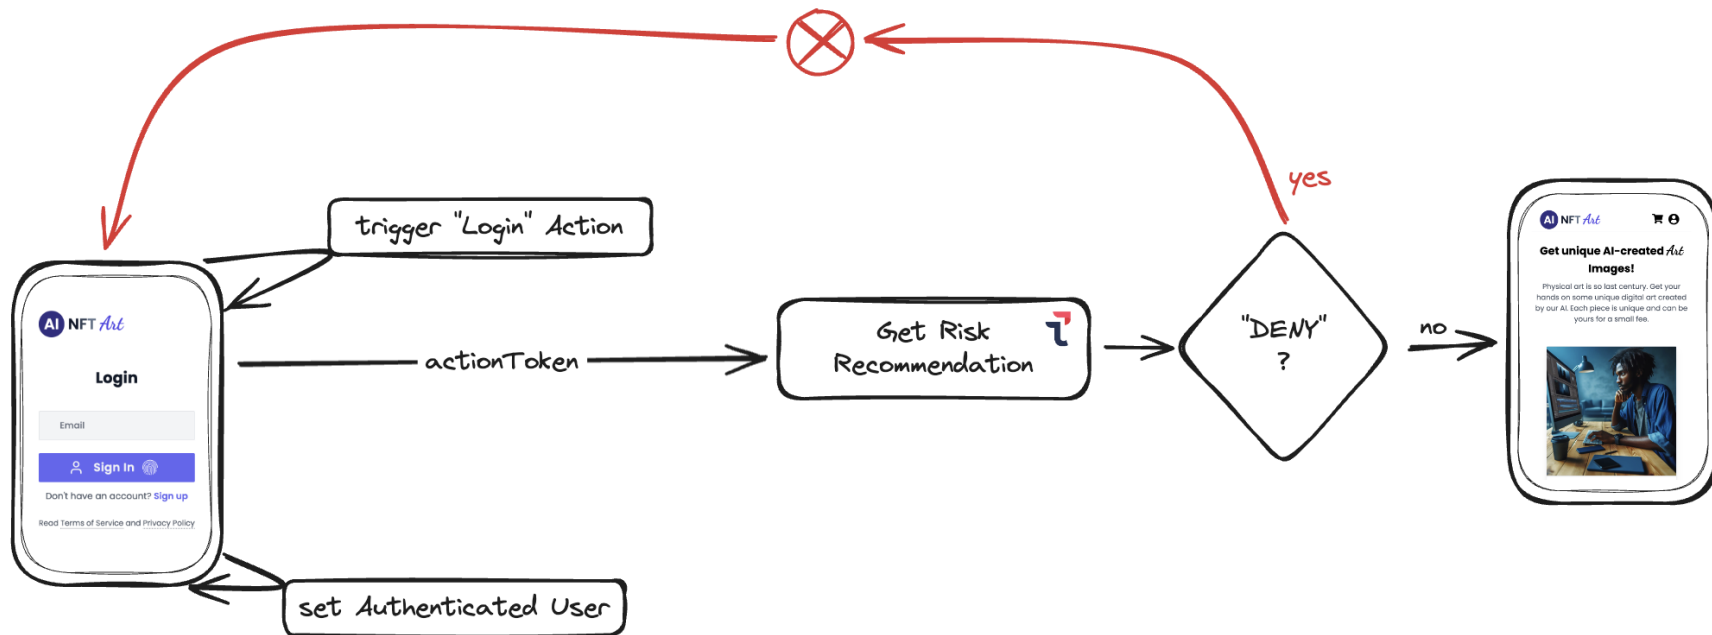 yes
trigger "Login" Action
AI NFT Art
Login
Email
Sign In
Don't have an account? Sign up
Read Terms of Service and Privacy Policy
actionToken
Get Risk
Recommendation
"DENY"
?
no
AI NFT Art
Get unique AI-created Art
Images!
Physical art is so last century. Get your
hands on some unique digital art created
by our AI. Each piece is unique and can be
yours for a small fee.
set Authenticated User